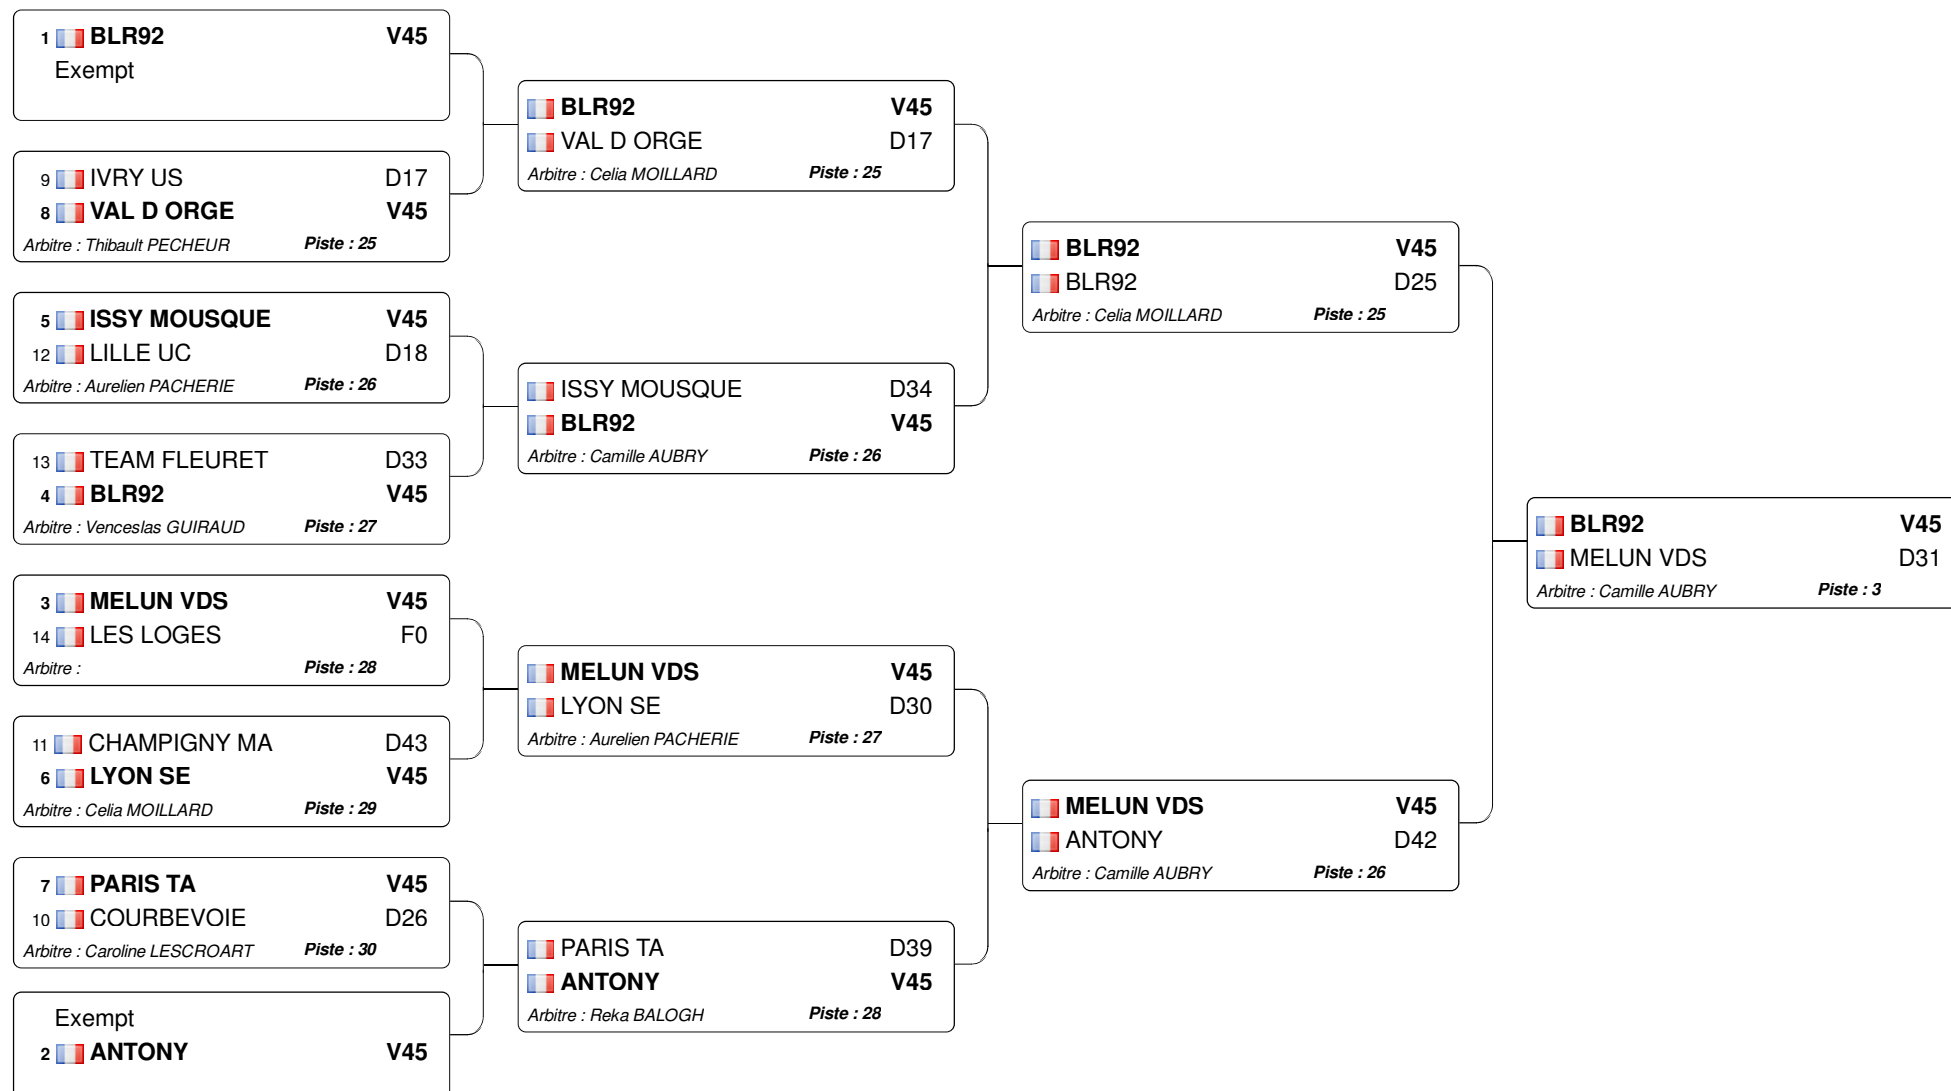 1 BLR92 V45
Exempt
9 IVRY US D17
8 VAL D ORGE V45
Arbitre : Thibault PECHEUR Piste : 25
5 ISSY MOUSQUE V45
12 LILLE UC D18
Arbitre : Aurelien PACHERIE Piste : 26
13 TEAM FLEURET D33
4 BLR92 V45
Arbitre : Venceslas GUIRAUD Piste : 27
3 MELUN VDS V45
14 LES LOGES F0
Arbitre : Piste : 28
11 CHAMPIGNY MA D43
6 LYON SE V45
Arbitre : Celia MOILLARD Piste : 29
7 PARIS TA V45
10 COURBEVOIE D26
Arbitre : Caroline LESCROART Piste : 30
Exempt
2 ANTONY V45
BLR92 V45
VAL D ORGE D17
Arbitre : Celia MOILLARD Piste : 25
ISSY MOUSQUE D34
BLR92 V45
Arbitre : Camille AUBRY Piste : 26
MELUN VDS V45
LYON SE D30
Arbitre : Aurelien PACHERIE Piste : 27
PARIS TA D39
ANTONY V45
Arbitre : Reka BALOGH Piste : 28
BLR92 V45
BLR92 D25
Arbitre : Celia MOILLARD Piste : 25
MELUN VDS V45
ANTONY D42
Arbitre : Camille AUBRY Piste : 26
BLR92 V45
MELUN VDS D31
Arbitre : Camille AUBRY Piste : 3